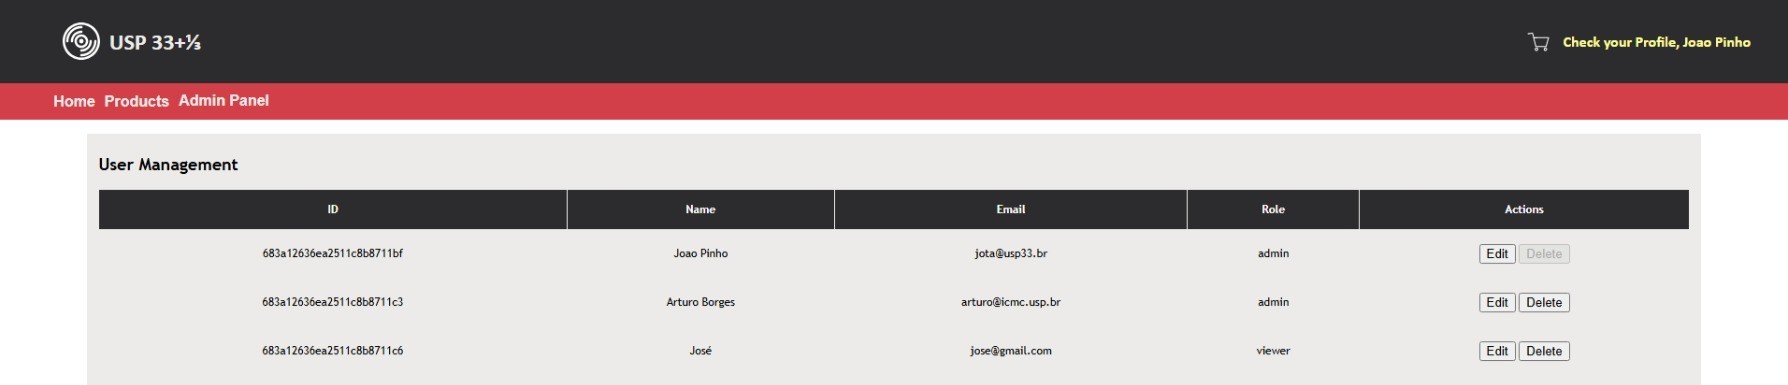 USP 33+⅓
Check your Profile, Joao Pinho
Home Products Admin Panel
User Management
ID Name Email Role Actions
683a12636ea2511c8b8711bf Joao Pinho jota@usp33.br admin Edit Delete
683a12636ea2511c8b8711c3 Arturo Borges arturo@icmc.usp.br admin Edit Delete
683a12636ea2511c8b8711c6 José jose@gmail.com viewer Edit Delete